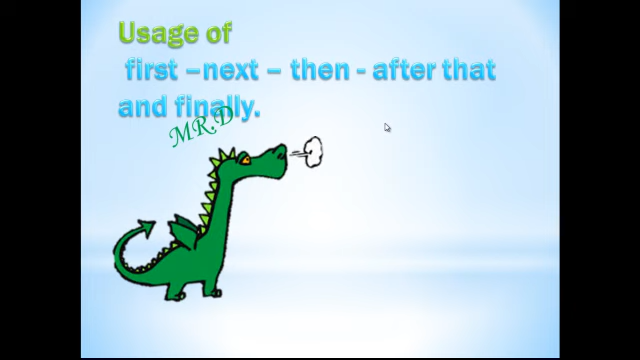 Usage of
first –next – then - after that
and finally.
MR.D